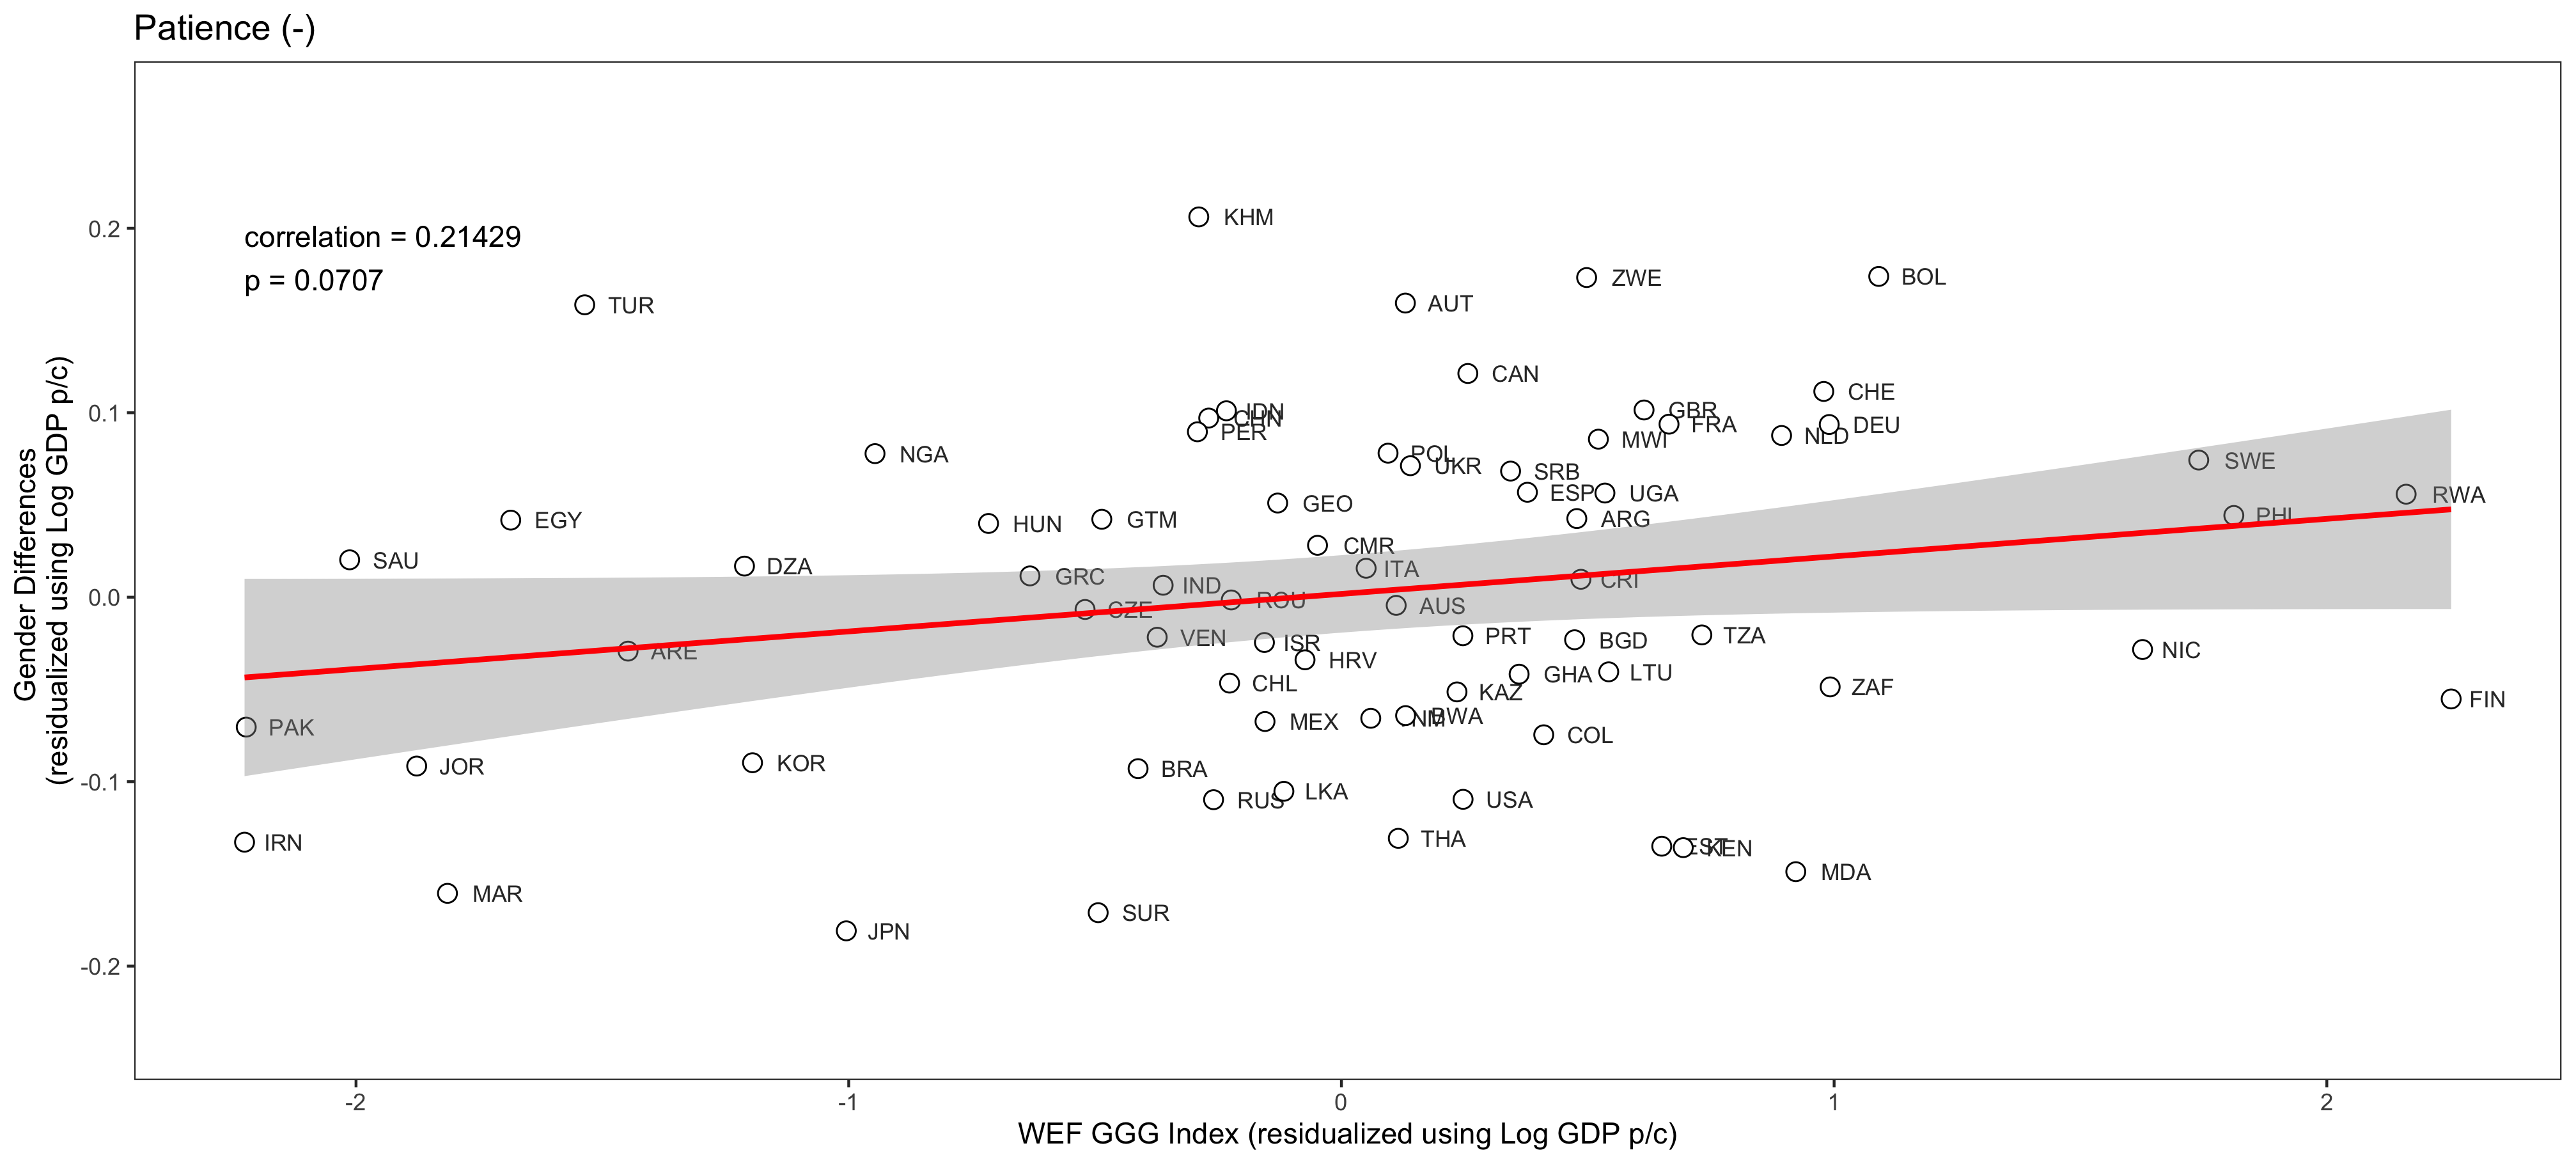 Patience (-)
correlation = 0.21429
p = 0.0707
Gender Differences
(residualized using Log GDP p/c)
0.2
0.1
0.0
-0.1
-0.2
KHM
ZWE
BOL
TUR
AUT
CAN
CHE
IDN
CHN
GBR
FRA
DEU
PER
NLD
MWI
NGA
POL
UKR
SRB
SWE
ESP
UGA
RWA
GEO
EGY
HUN
GTM
ARG
PHL
CMR
SAU
DZA
ITA
GRC
CRI
IND
ROU
CZE
AUS
VEN
ISR
PRT
BGD
TZA
ARE
NIC
HRV
GHA
LTU
CHL
ZAF
KAZ
FIN
BWA
MEX
PAK
COL
JOR
KOR
BRA
LKA
RUS
USA
IRN
THA
EST
KEN
MDA
MAR
SUR
JPN
-2
-1
0
1
2
WEF GGG Index (residualized using Log GDP p/c)